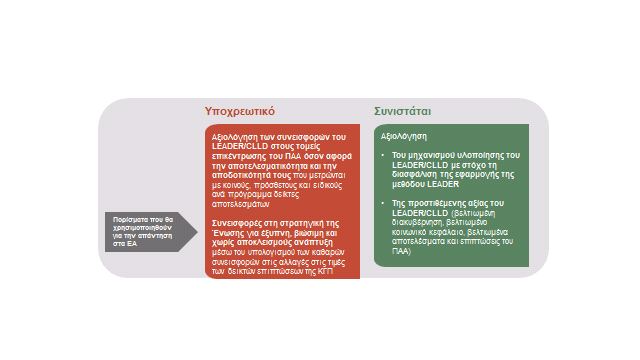 Υποχρεωτικό
Συνιστάται
Αξιολόγηση των συνεισφορών του
LEADER/CLLD στους τομείς
επικέντρωσης του ΠΑΑ όσον αφορά
την αποτελεσματικότητα και την
αποδοτικότητά τους που μετρώνται
με κοινούς, πρόσθετους και ειδικούς
ανά πρόγραμμα δείκτες
αποτελεσμάτων
Συνεισφορές στη στρατηγική της
Ένωσης για έξυπνη, βιώσιμη και
χωρίς αποκλεισμούς ανάπτυξη
μέσω του υπολογισμού των καθαρών
συνεισφορών στις αλλαγές στις τιμές
των δεικτών επιπτώσεων της ΚΓΠ
Αξιολόγηση
• Του μηχανισμού υλοποίησης του
LEADER/CLLD με στόχο τη
διασφάλιση της εφαρμογής της
μεθόδου LEADER
• Της προστιθέμενης αξίας του
LEADER/CLLD (βελτιωμένη
διακυβέρνηση, βελτιωμένο
κοινωνικό κεφάλαιο, βελτιωμένα
αποτελέσματα και επιπτώσεις του
ΠΑΑ)
Πορίσματα που θα
χρησιμοποιηθούν
για την απάντηση
στα ΕΑ